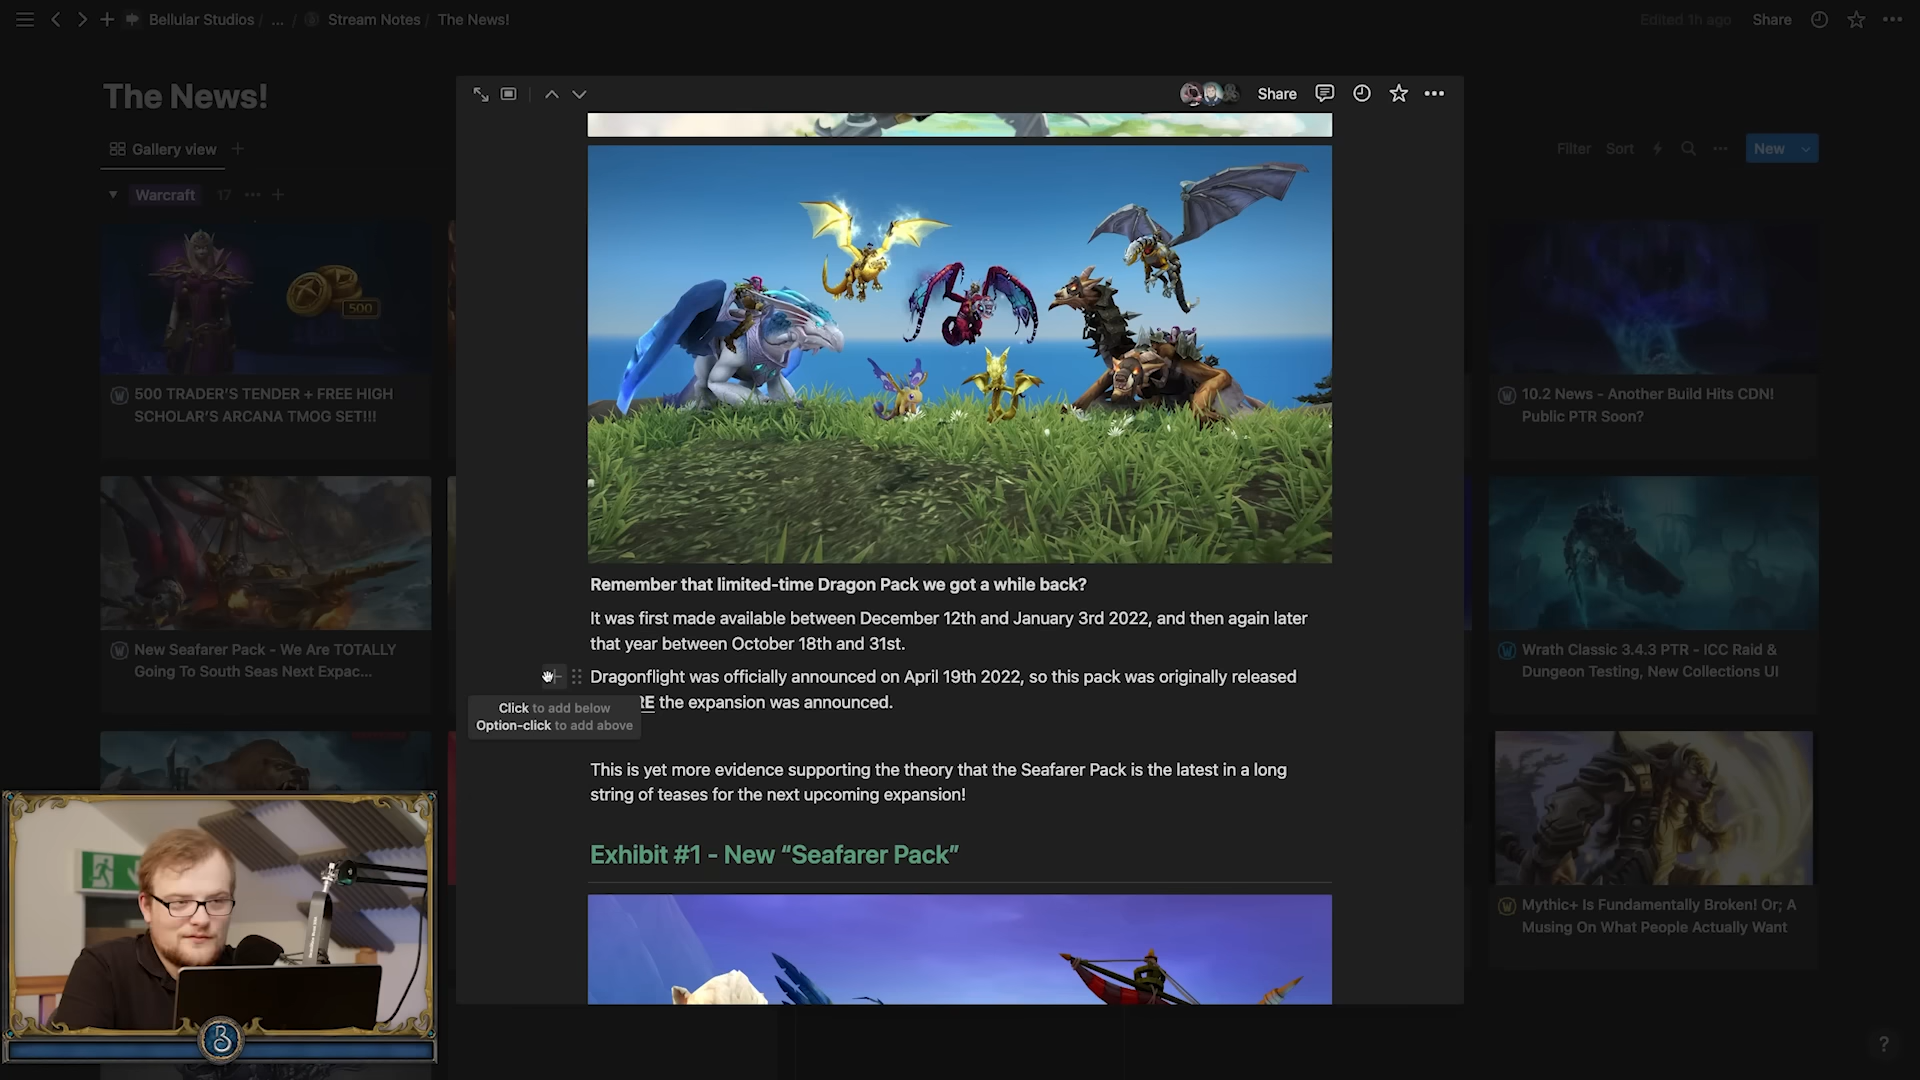 Bellular Studios / ... / Stream Notes / The News!
Edited 1h ago Share
The News!
Share
Gallery view
Filter Sort New
Warcraft 17
500
500 TRADER'S TENDER + FREE HIGH
SCHOLAR'S ARCANA TMOG SET!!!
10.2 News - Another Build Hits CDN!
Public PTR Soon?
Remember that limited-time Dragon Pack we got a while back?
It was first made available between December 12th and January 3rd 2022, and then again later
that year between October 18th and 31st.
New Seafarer Pack - We Are TOTALLY
Going To South Seas Next Expac...
Wrath Classic 3.4.3 PTR - ICC Raid &
Dungeon Testing, New Collections UI
Dragonflight was officially announced on April 19th 2022, so this pack was originally released
RE the expansion was announced.
Click to add below
Option-click to add above
This is yet more evidence supporting the theory that the Seafarer Pack is the latest in a long
string of teases for the next upcoming expansion!
Exhibit #1 - New “Seafarer Pack”
Mythic+ Is Fundamentally Broken! Or; A
Musing On What People Actually Want
B
?